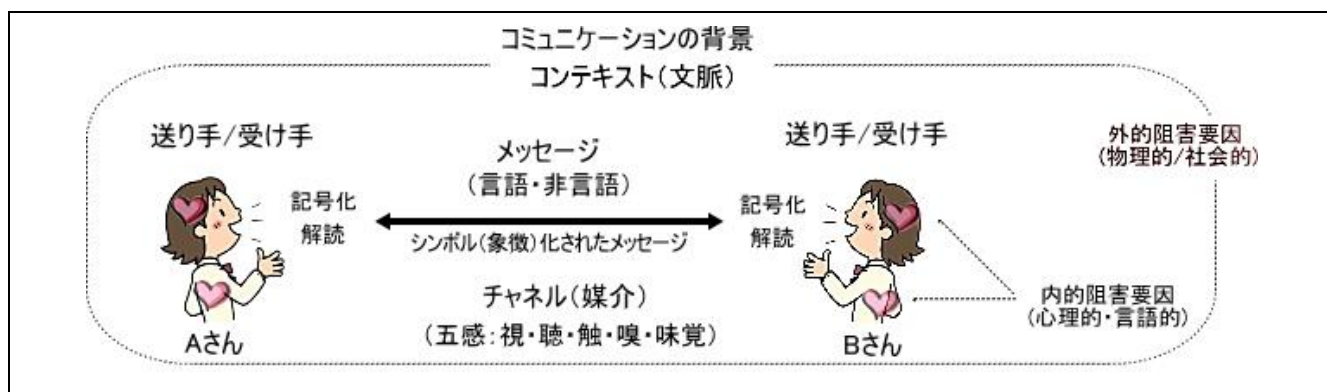 コミュニケーションの背景
コンテキスト(文脈)
送り手/受け手
メッセージ
(言語・非言語)
送り手/受け手
外的阻害要因
(物理的/社会的)
記号化
解読
シンボル(象徴)化されたメッセージ
記号化
解読
チャネル(媒介)
(五感:視・聴・触・嗅・味覚)
内的阻害要因
(心理的・言語的)
Aさん
Bさん